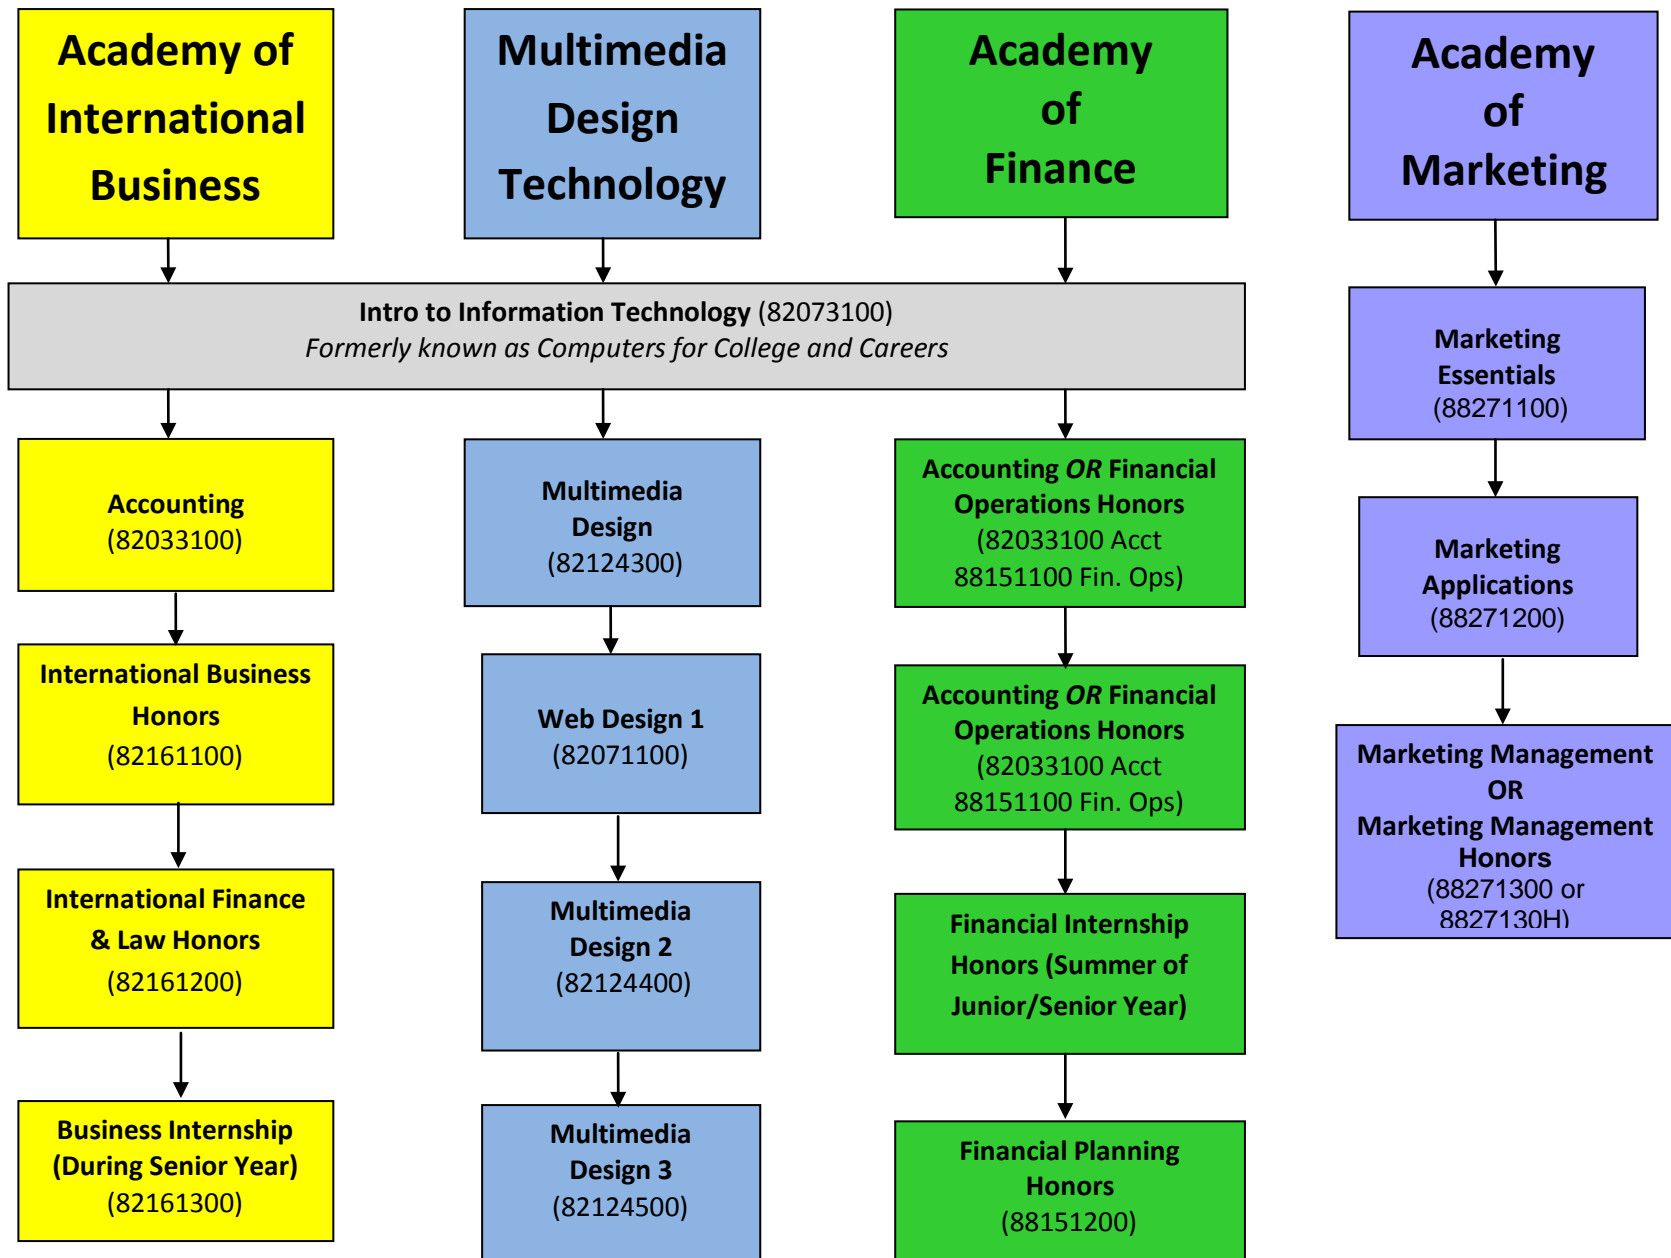 Academy of
International
Business
Multimedia
Design
Technology
Academy
of
Finance
Academy
of
Marketing
Intro to Information Technology (82073100)
Formerly known as Computers for College and Careers
Marketing
Essentials
(88271100)
Accounting
(82033100)
Multimedia
Design
(82124300)
Accounting OR Financial
Operations Honors
(82033100 Acct
88151100 Fin. Ops)
Marketing
Applications
(88271200)
International Business
Honors
(82161100)
Web Design 1
(82071100)
Accounting OR Financial
Operations Honors
(82033100 Acct
88151100 Fin. Ops)
Marketing Management
OR
Marketing Management
Honors
(88271300 or
8827130H)
International Finance
& Law Honors
(82161200)
Multimedia
Design 2
(82124400)
Financial Internship
Honors (Summer of
Junior/Senior Year)
Business Internship
(During Senior Year)
(82161300)
Multimedia
Design 3
(82124500)
Financial Planning
Honors
(88151200)